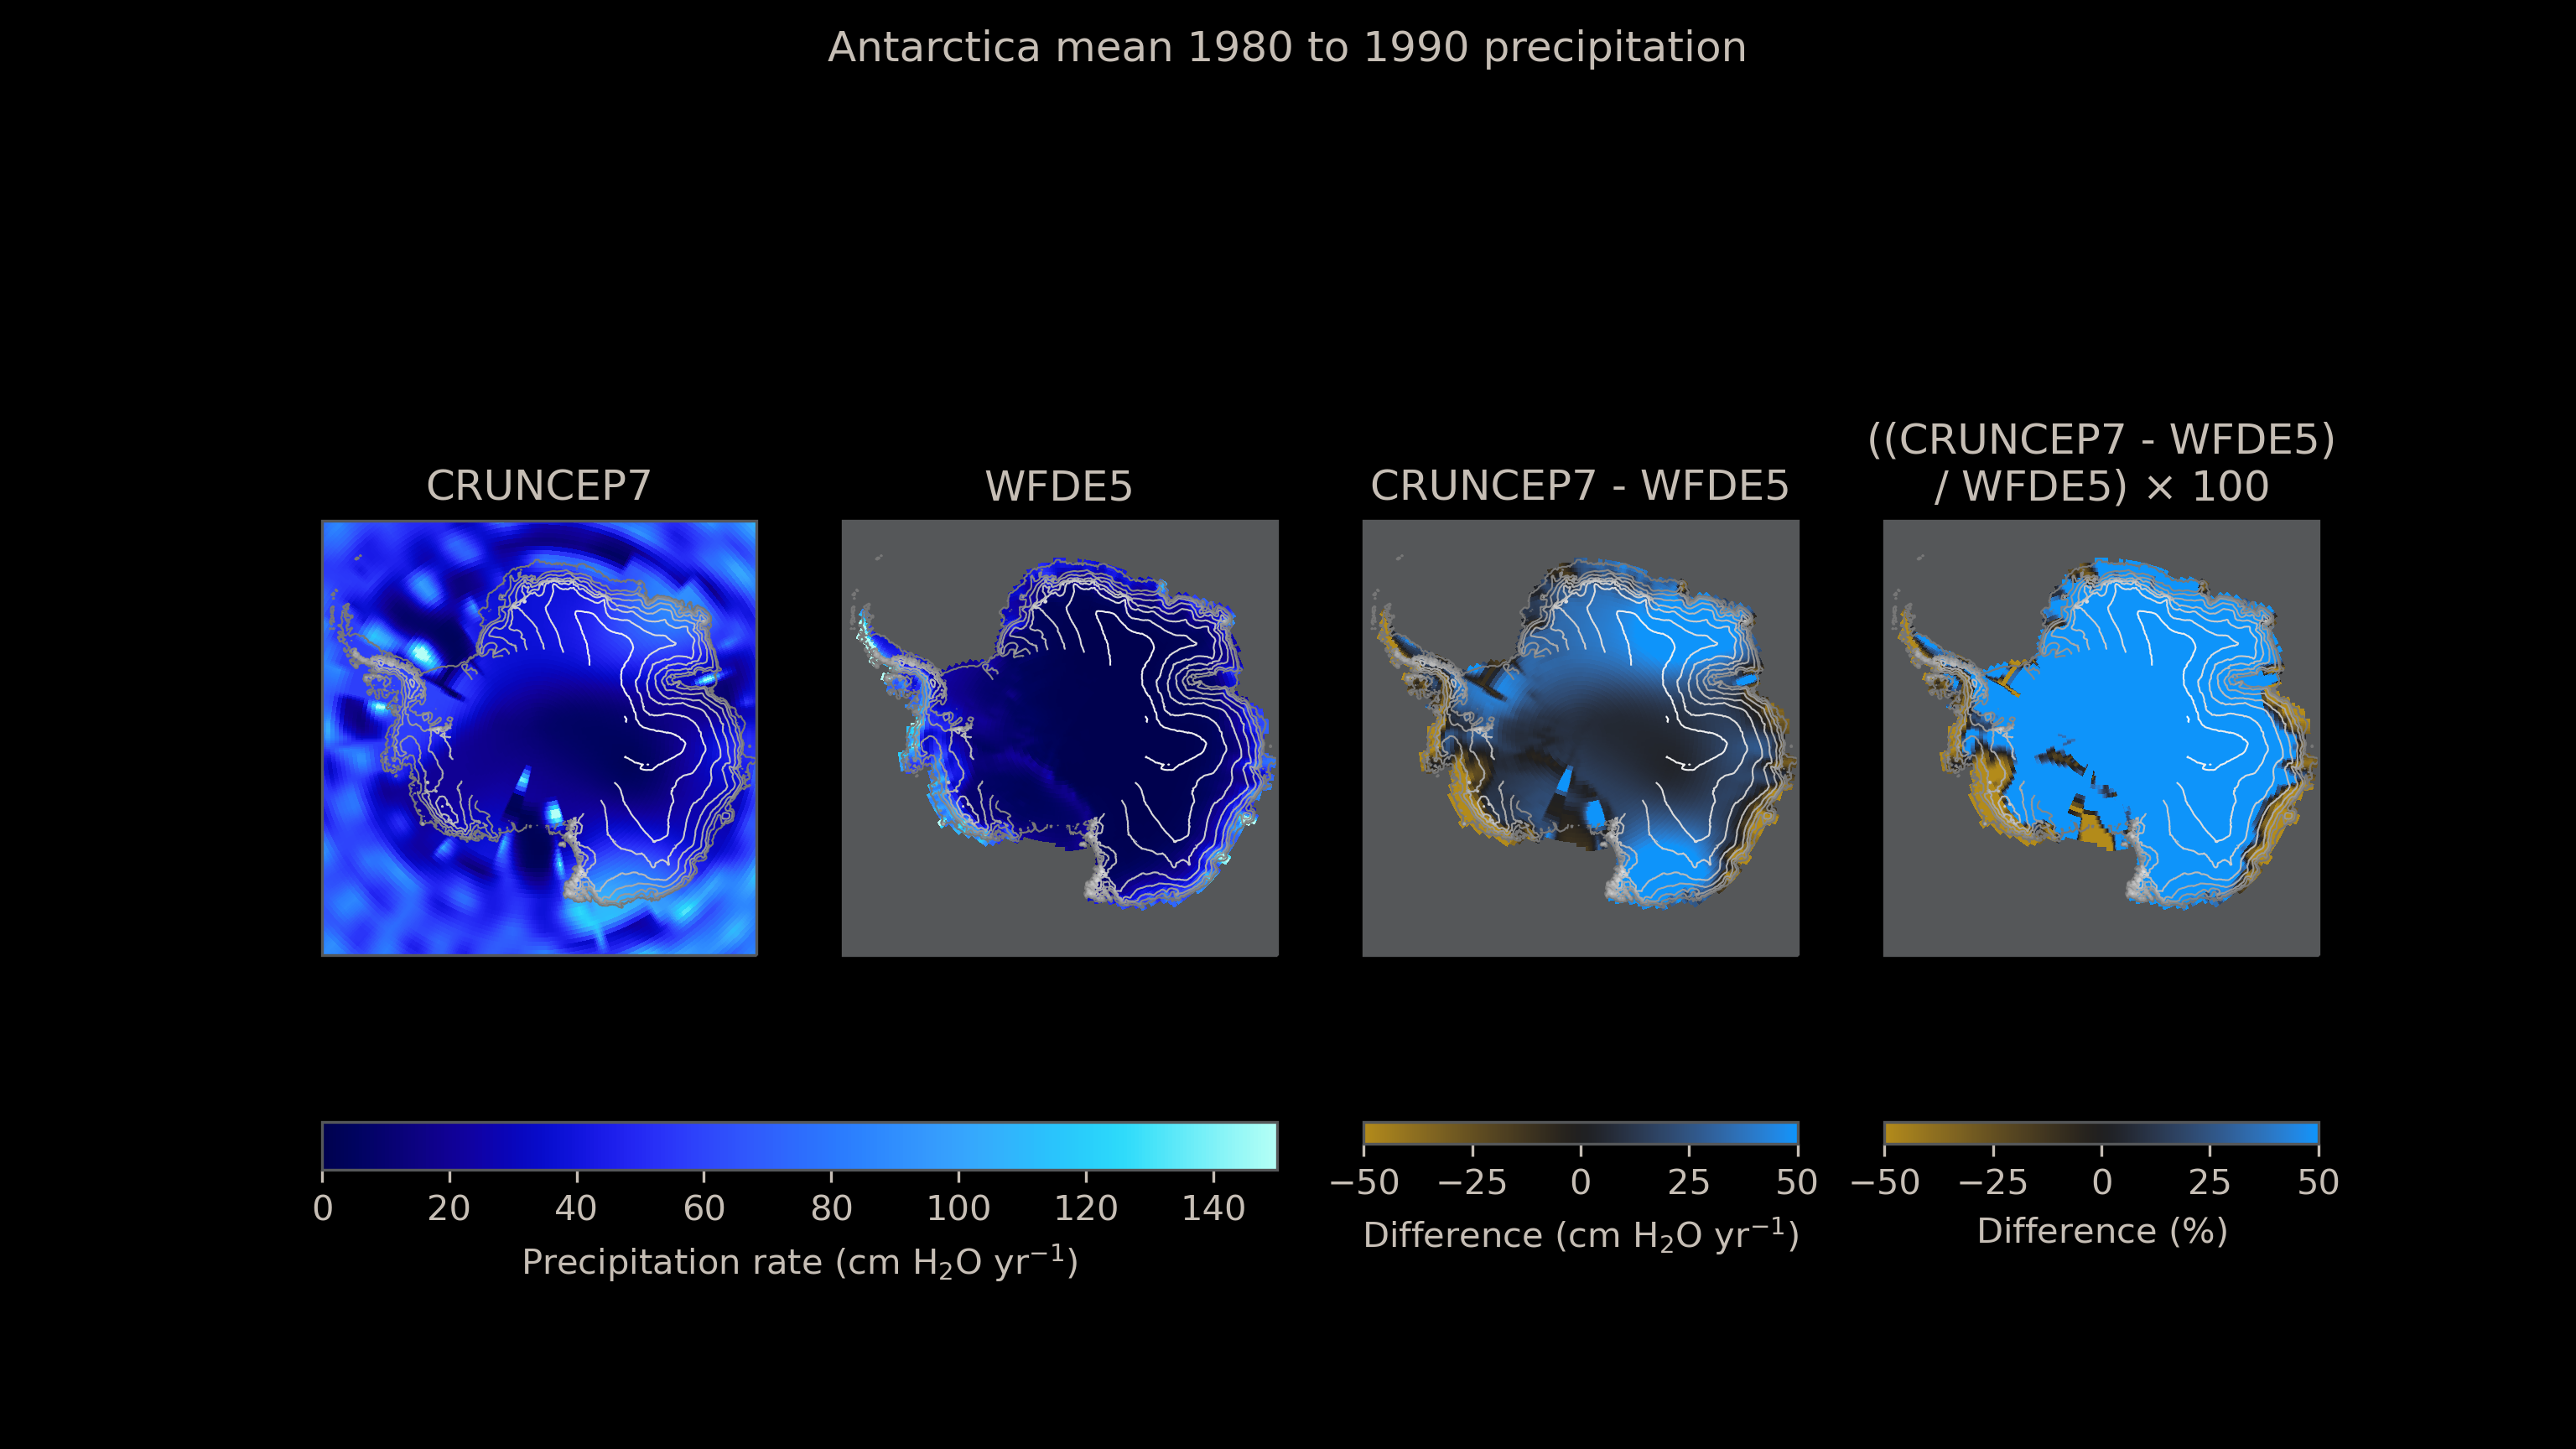 Antarctica mean 1980 to 1990 precipitation
CRUNCEP7
WFDE5
CRUNCEP7 - WFDE5
((CRUNCEP7 - WFDE5)
/ WFDE5) × 100
0 20 40 60 80 100 120 140
Precipitation rate (cm H₂O yr⁻¹)
−50 −25 0 25 50
Difference (cm H₂O yr⁻¹)
−50 −25 0 25 50
Difference (%)